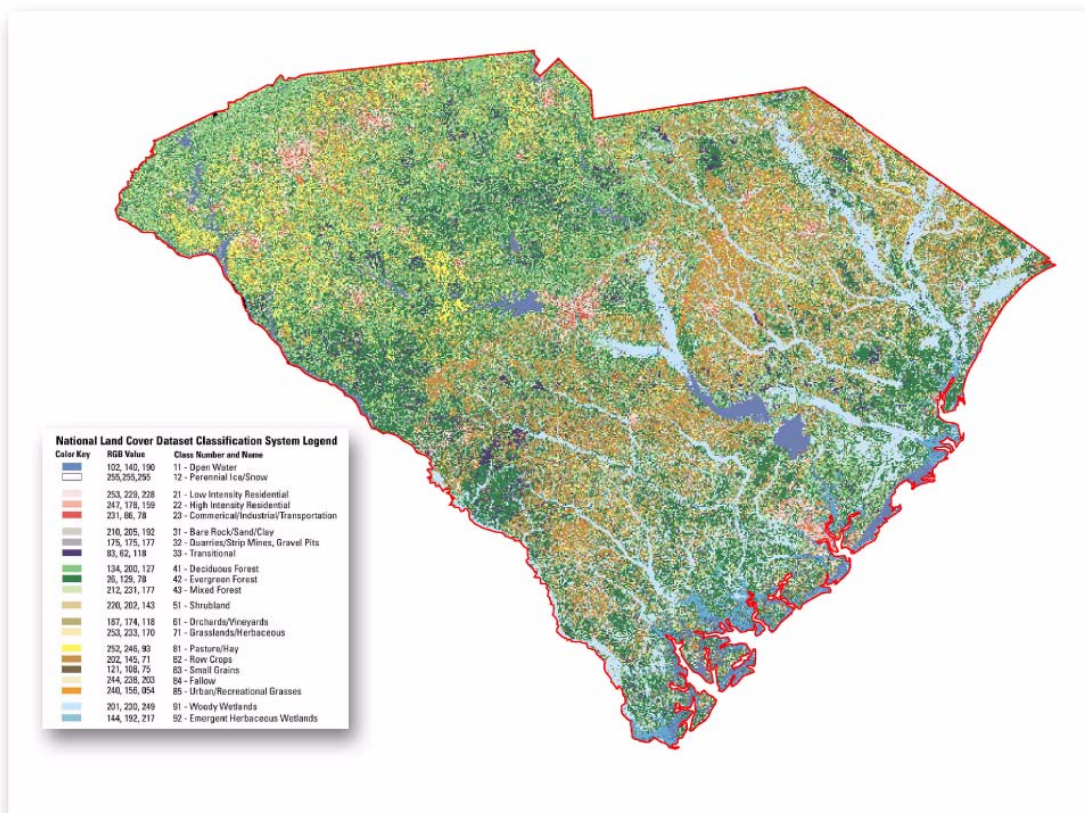 National Land Cover Dataset Classification System Legend
Color Key RGB Value Class Number and Name
102, 140, 190 11 - Open Water
255,255,255 12 - Perennial Ice/Snow
253, 229, 228 21 - Low Intensity Residential
247, 178, 159 22 - High Intensity Residential
231, 86, 78 23 - Commerical/Industrial/Transportation
210, 205, 192 31 - Bare Rock/Sand/Clay
175, 175, 177 32 - Quarries/Strip Mines, Gravel Pits
83, 62, 118 33 - Transitional
134, 200, 127 41 - Deciduous Forest
26, 129, 78 42 - Evergreen Forest
212, 231, 177 43 - Mixed Forest
220, 202, 143 51 - Shrubland
187, 174, 118 61 - Orchards/Vineyards
253, 233, 170 71 - Grasslands/Herbaceous
252, 246, 93 81 - Pasture/Hay
202, 145, 71 82 - Row Crops
121, 108, 75 83 - Small Grains
244, 238, 203 84 - Fallow
240, 156, 054 85 - Urban/Recreational Grasses
201, 230, 249 91 - Woody Wetlands
144, 192, 217 92 - Emergent Herbaceous Wetlands